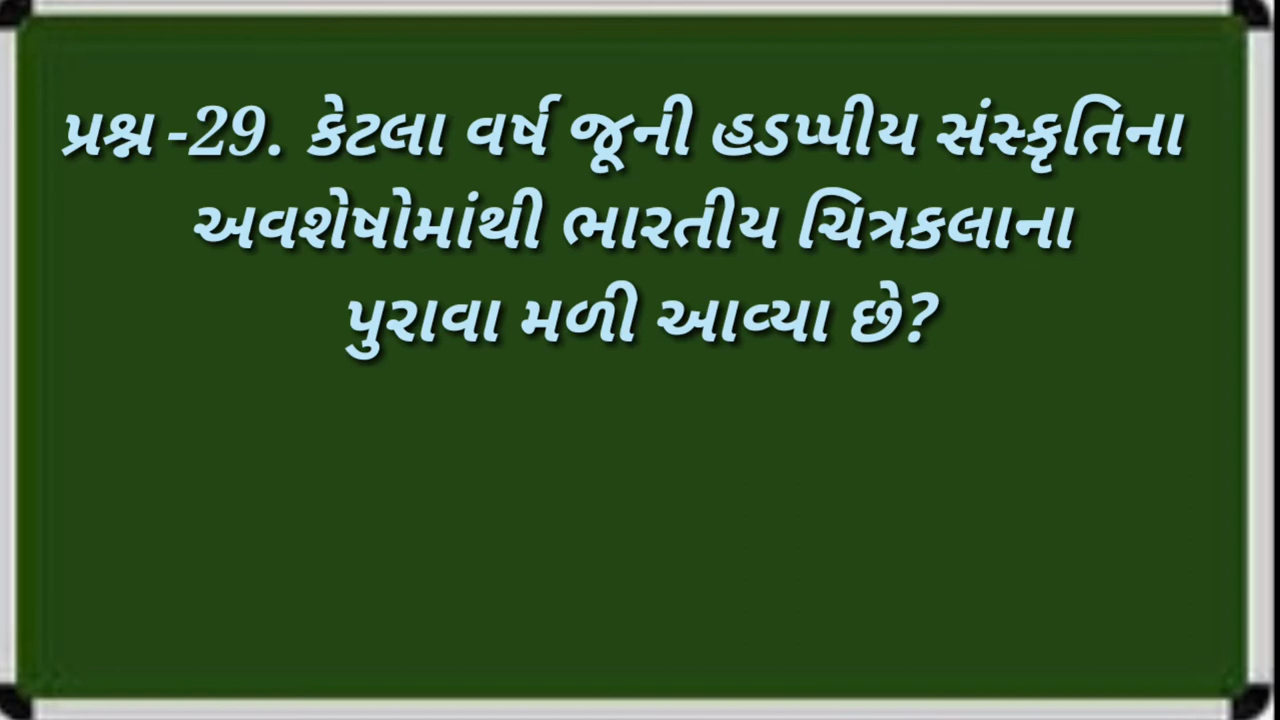 પ્રશ્ન -29. કેટલા વર્ષ જૂની હડપ્પીય સંસ્કૃતિના
અવશેષોમાંથી ભારતીય ચિત્રકલાના
પુરાવા મળી આવ્યા છે?